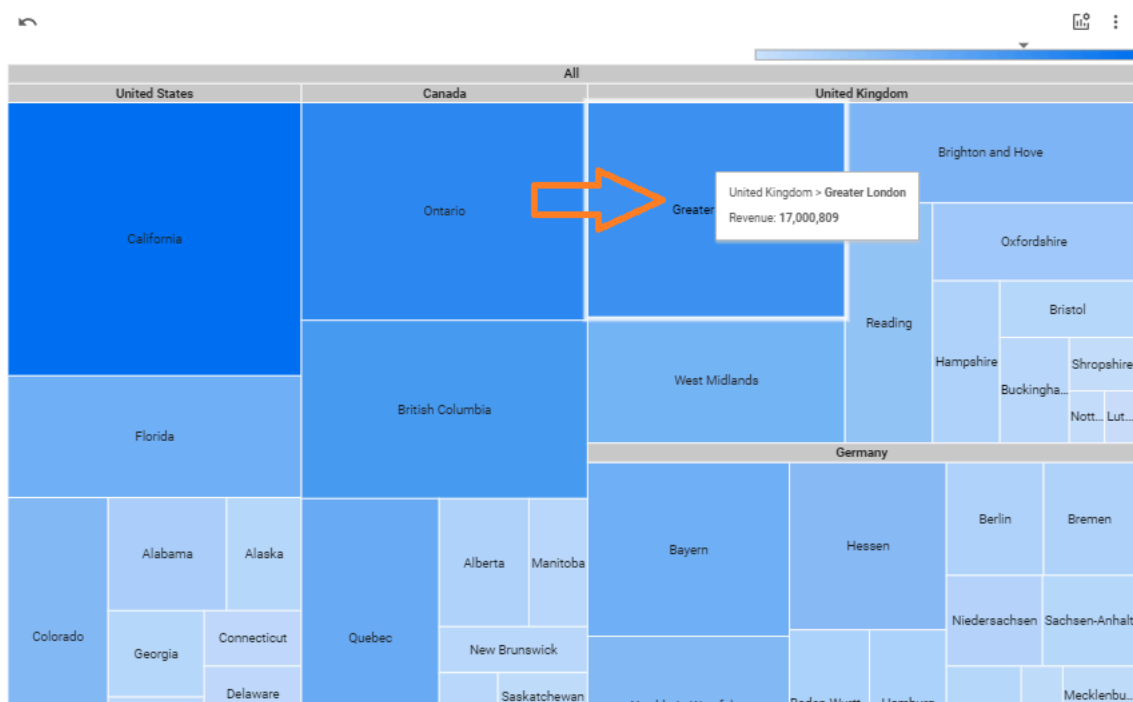 All
United States
Canada
United Kingdom
California
Ontario
Greater
United Kingdom > Greater London
Revenue: 17,000,809
Brighton and Hove
Oxfordshire
Reading
Bristol
Hampshire
Shropshire
Buckingha...
Nott...
Lut...
West Midlands
British Columbia
Florida
Germany
Colorado
Alabama
Alaska
Georgia
Connecticut
Delaware
Quebec
Alberta
Manitoba
New Brunswick
Saskatchewan
Bayern
Hessen
Berlin
Bremen
Niedersachsen
Sachsen-Anhalt
Mecklenbu...